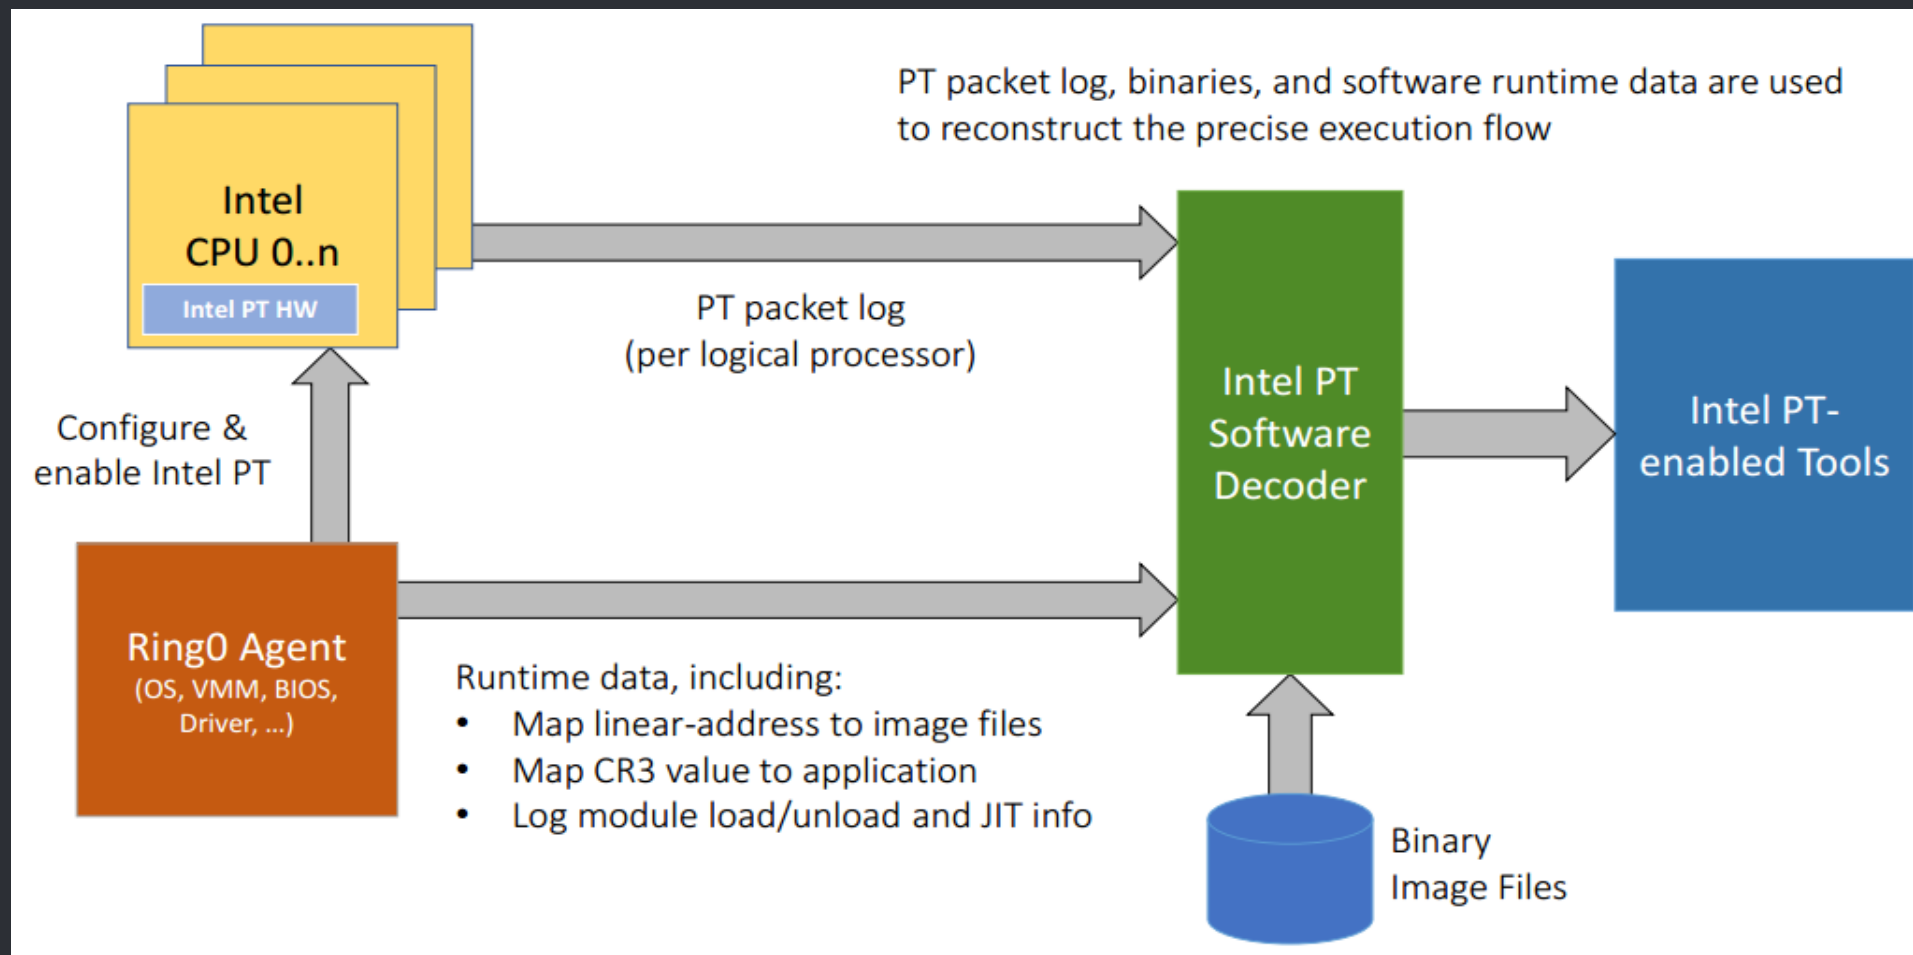 PT packet log, binaries, and software runtime data are used
to reconstruct the precise execution flow
Intel
CPU 0..n
Intel PT HW
PT packet log
(per logical processor)
Configure &
enable Intel PT
Intel PT
Software
Decoder
Intel PT-
enabled Tools
Ring0 Agent
(OS, VMM, BIOS,
Driver, ...)
Runtime data, including:
• Map linear-address to image files
• Map CR3 value to application
• Log module load/unload and JIT info
Binary
Image Files